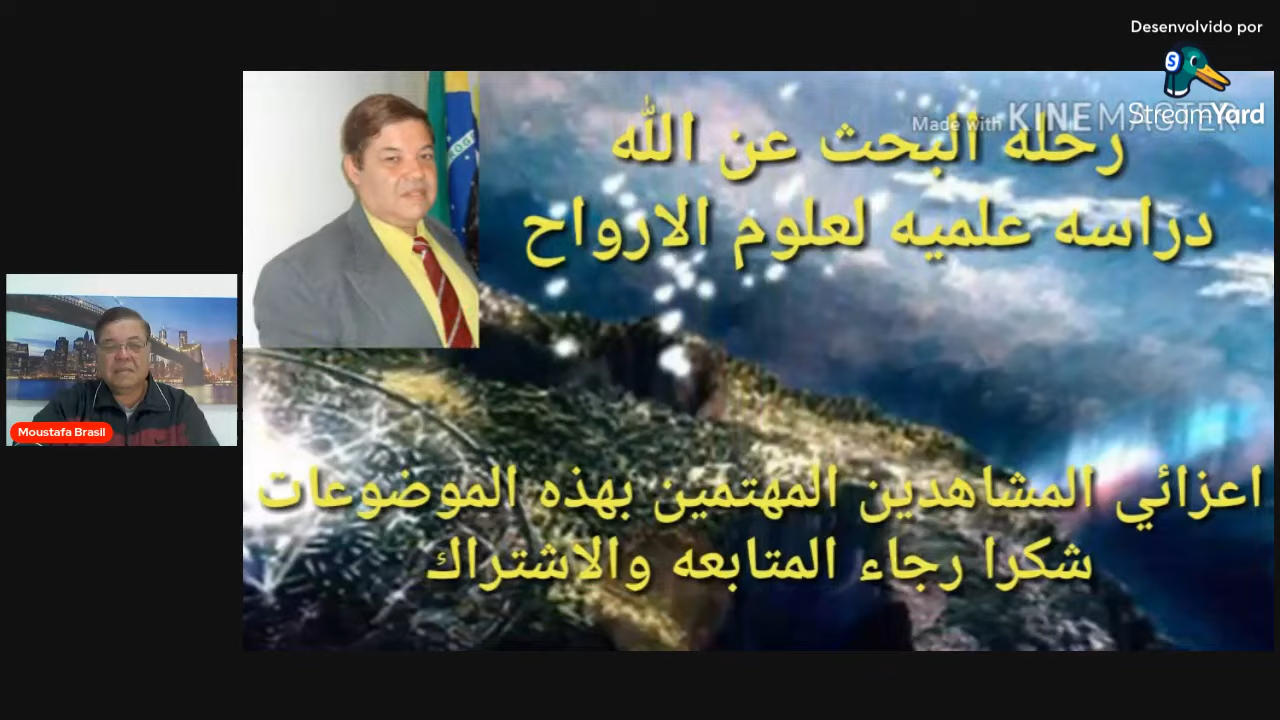 Desenvolvido por
StreamYard
Made with KINEMASTER
رحله البحث عن الله
دراسه علميه لعلوم الارواح
Moustafa Brasil
اعزائي المشاهدين المهتمين بهذه الموضوعات
شكرا رجاء المتابعه والاشتراك